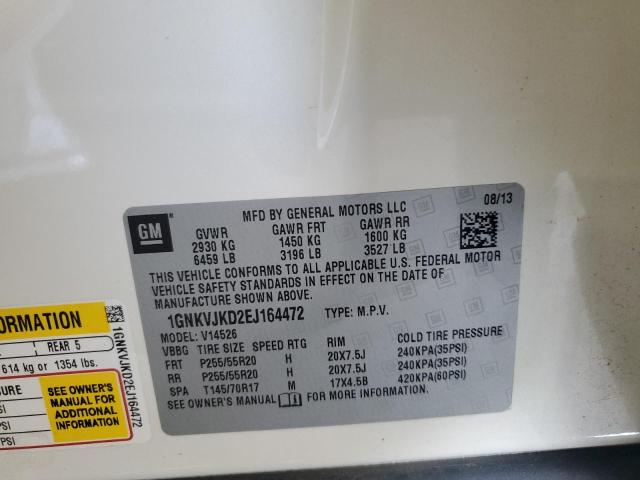 GM
MFD BY GENERAL MOTORS LLC
08/13
GVWR GAWR FRT GAWR RR
2930 KG 1450 KG 1600 KG
6459 LB 3196 LB 3527 LB
THIS VEHICLE CONFORMS TO ALL APPLICABLE U.S. FEDERAL MOTOR
VEHICLE SAFETY STANDARDS IN EFFECT ON THE DATE OF
MANUFACTURE SHOWN ABOVE.
1GNKVJKD2EJ164472 TYPE: M.P.V.
MODEL: V14526
VBBG TIRE SIZE SPEED RTG RIM COLD TIRE PRESSURE
FRT P255/55R20 H 20X7.5J 240KPA(35PSI)
RR P255/55R20 H 20X7.5J 240KPA(35PSI)
SPA T145/70R17 M 17X4.5B 420KPA(60PSI)
SEE OWNER'S MANUAL FOR MORE INFORMATION.
ORMATION
REAR 5
614 kg or 1354 lbs.
SURE
SI
PSI
PSI
SEE OWNER'S
MANUAL FOR
ADDITIONAL
INFORMATION
1GNKVJKD2EJ164472